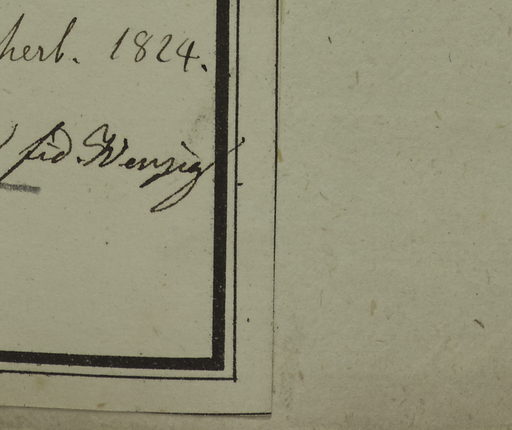 herb. 1824.
fid. Wenzig